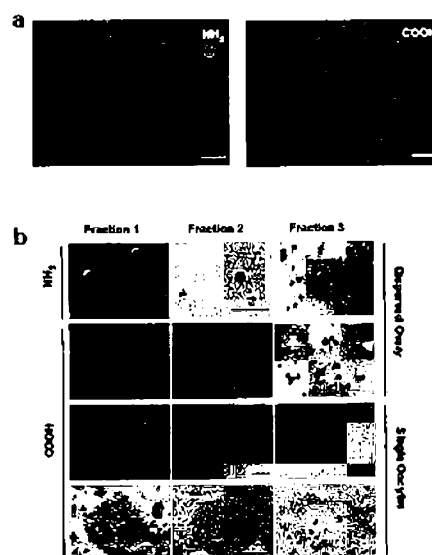 a
NH₂
COOH
b
Fraction 1 Fraction 2 Fraction 3
NH₂
Dispersed Ovary
COOH
Single Oocytes